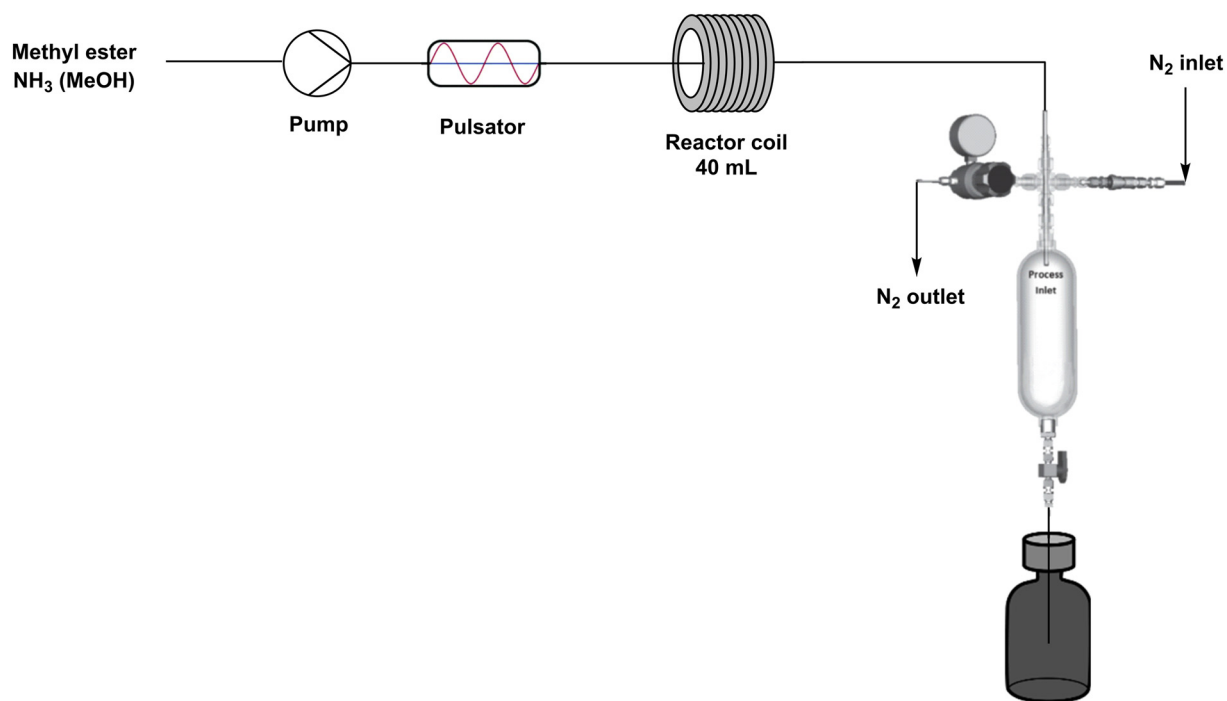 Methyl ester
NH₃ (MeOH)
Pump
Pulsator
Reactor coil
40 mL
N₂ inlet
N₂ outlet
Process
Inlet